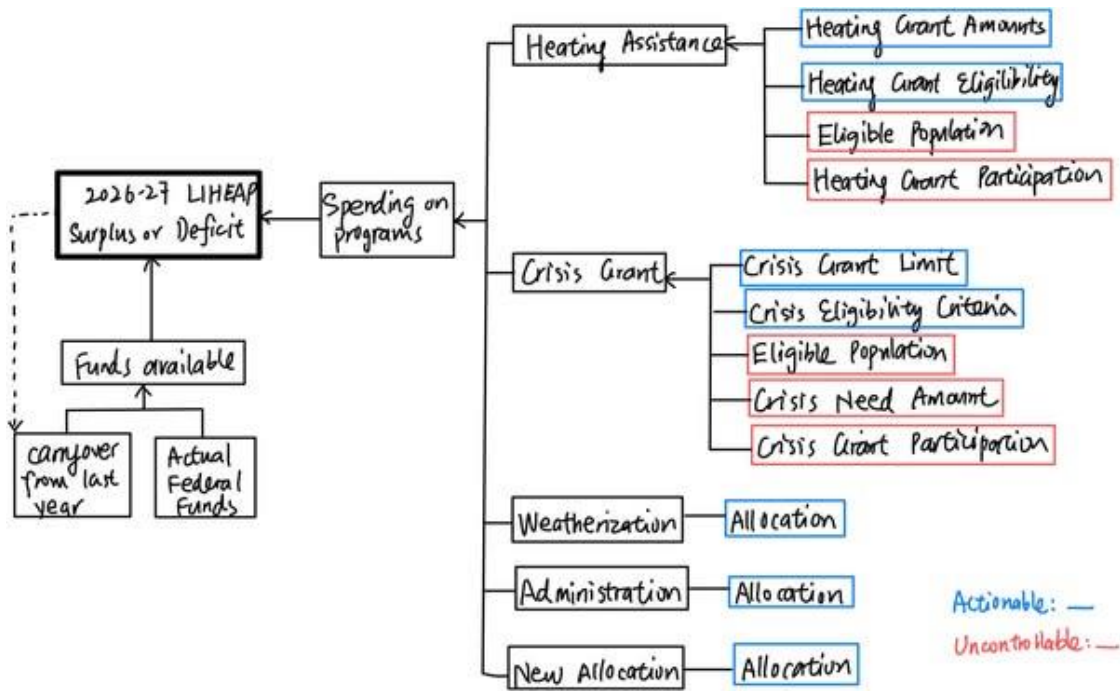 Heating Assistance
Heating Grant Amounts
Heating Grant Eligilibility
Eligible Population
Heating Grant Participation
2026-27 LIHEAP
Surplus or Deficit
Spending on
programs
Crisis Grant
Crisis Grant Limit
Crisis Eligibility Criteria
Eligible Population
Crisis Need Amount
Crisis Grant Participation
Funds available
Carryover
from last
year
Actual
Federal
Funds
Weatherization
Allocation
Administration
Allocation
New Allocation
Allocation
Actionable: —
Uncontrollable: —